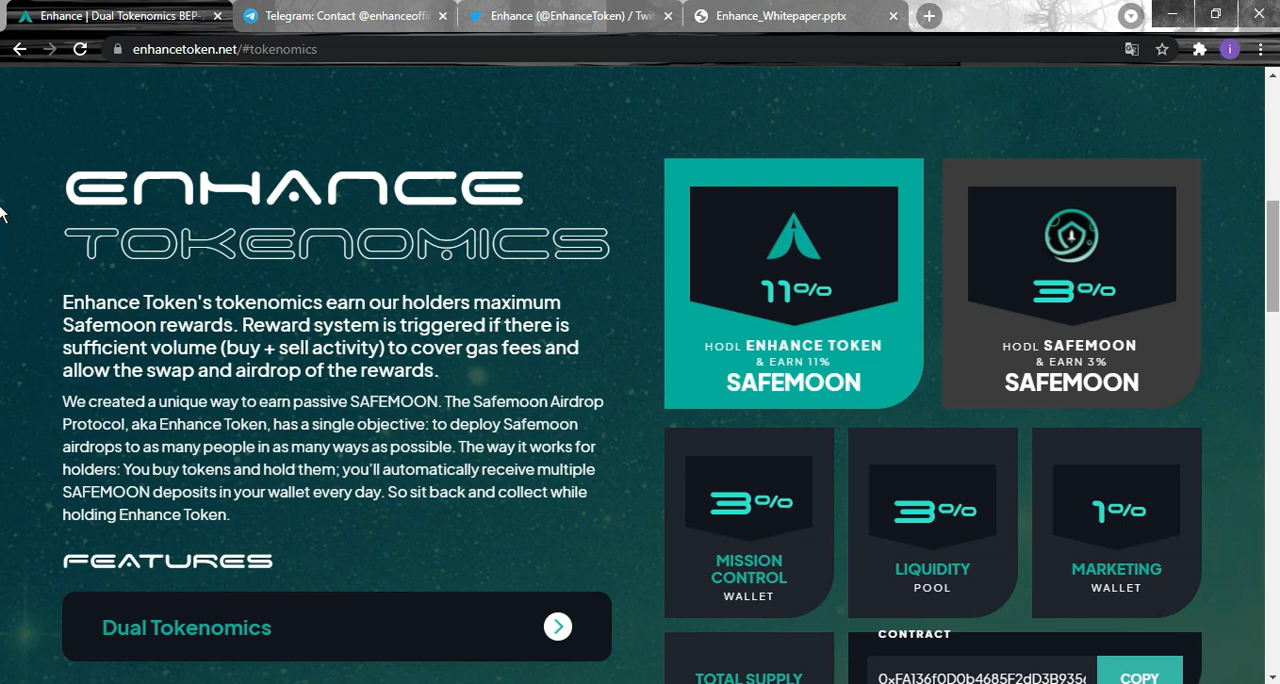 Enhance | Dual Tokenomics BEP-
Telegram: Contact @enhanceoffi
Enhance (@EnhanceToken) / Twit
Enhance_Whitepaper.pptx
enhancetoken.net/#tokenomics
i
ENHANCE
TOKENOMICS
Enhance Token's tokenomics earn our holders maximum
Safemoon rewards. Reward system is triggered if there is
sufficient volume (buy + sell activity) to cover gas fees and
allow the swap and airdrop of the rewards.
We created a unique way to earn passive SAFEMOON. The Safemoon Airdrop
Protocol, aka Enhance Token, has a single objective: to deploy Safemoon
airdrops to as many people in as many ways as possible. The way it works for
holders: You buy tokens and hold them; you'll automatically receive multiple
SAFEMOON deposits in your wallet every day. So sit back and collect while
holding Enhance Token.
FEATURES
Dual Tokenomics
11%
HODL ENHANCE TOKEN
& EARN 11%
SAFEMOON
3%
HODL SAFEMOON
& EARN 3%
SAFEMOON
3%
MISSION
CONTROL
WALLET
3%
LIQUIDITY
POOL
1%
MARKETING
WALLET
TOTAL SUPPLY
CONTRACT
0xFA136f0D0b4685F2dD3B935
COPY